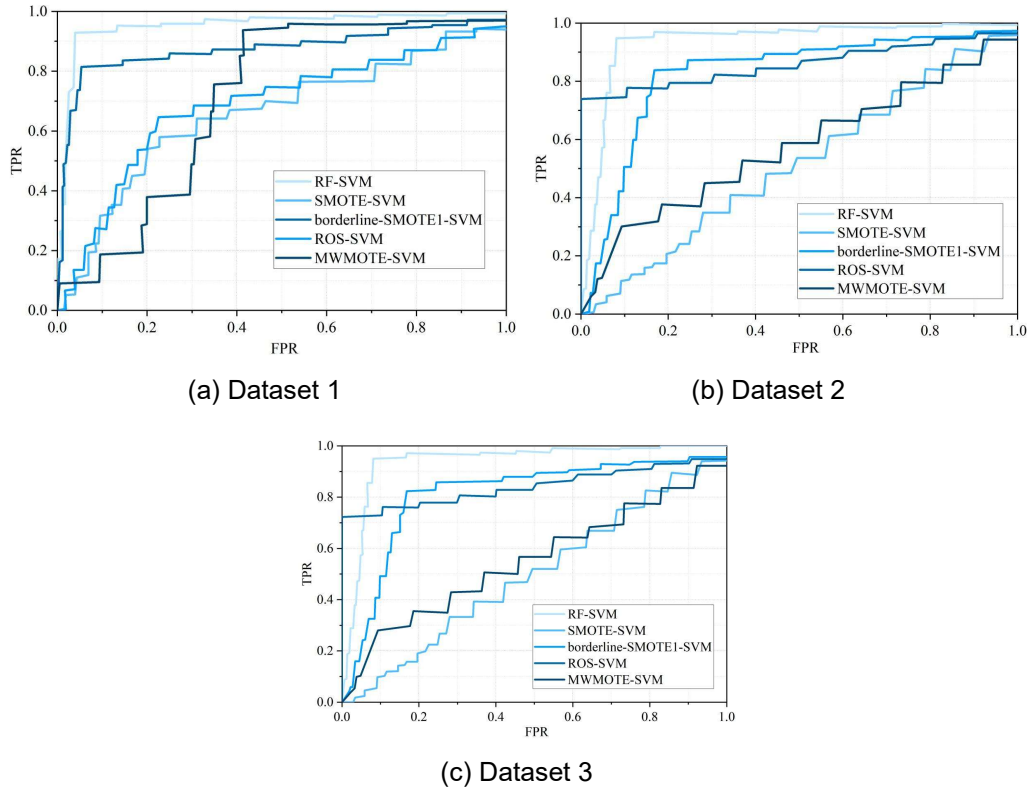 1.0
0.8
0.6
0.4
0.2
0.0
TPR
RF-SVM
SMOTE-SVM
borderline-SMOTE1-SVM
ROS-SVM
MWMOTE-SVM
0.0 0.2 0.4 0.6 0.8 1.0
FPR
(a) Dataset 1
1.0
0.8
0.6
0.4
0.2
0.0
TPR
RF-SVM
SMOTE-SVM
borderline-SMOTE1-SVM
ROS-SVM
MWMOTE-SVM
0.0 0.2 0.4 0.6 0.8 1.0
FPR
(b) Dataset 2
1.0
0.8
0.6
0.4
0.2
0.0
TPR
RF-SVM
SMOTE-SVM
borderline-SMOTE1-SVM
ROS-SVM
MWMOTE-SVM
0.0 0.2 0.4 0.6 0.8 1.0
FPR
(c) Dataset 3